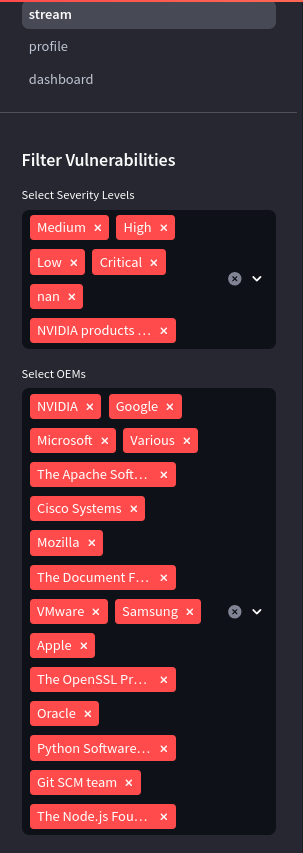 stream
profile
dashboard
Filter Vulnerabilities
Select Severity Levels
Medium × High ×
Low × Critical ×
nan ×
NVIDIA products ... ×
Select OEMs
NVIDIA × Google ×
Microsoft × Various ×
The Apache Soft... ×
Cisco Systems ×
Mozilla ×
The Document F... ×
VMware × Samsung ×
Apple ×
The OpenSSL Pr... ×
Oracle ×
Python Software... ×
Git SCM team ×
The Node.js Fou... ×